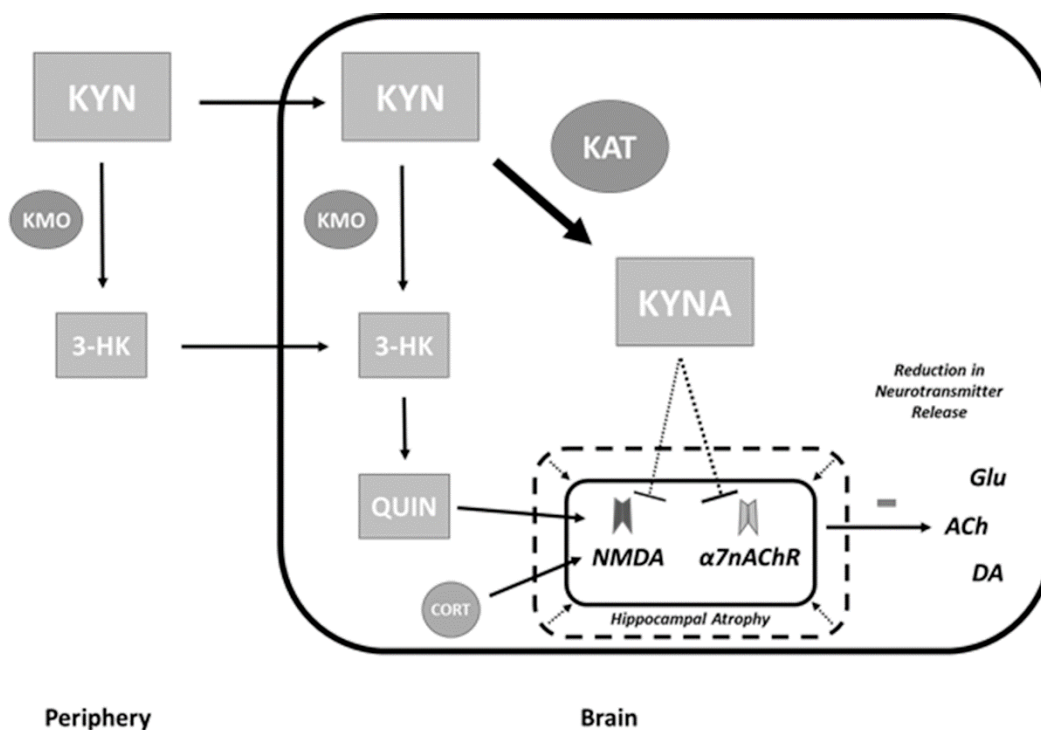 KYN
KYN
KAT
KMO
KMO
KYNA
3-HK
3-HK
Reduction in
Neurotransmitter
Release
QUIN
NMDA
α7nAChR
Glu
ACh
DA
CORT
Hippocampal Atrophy
Periphery
Brain